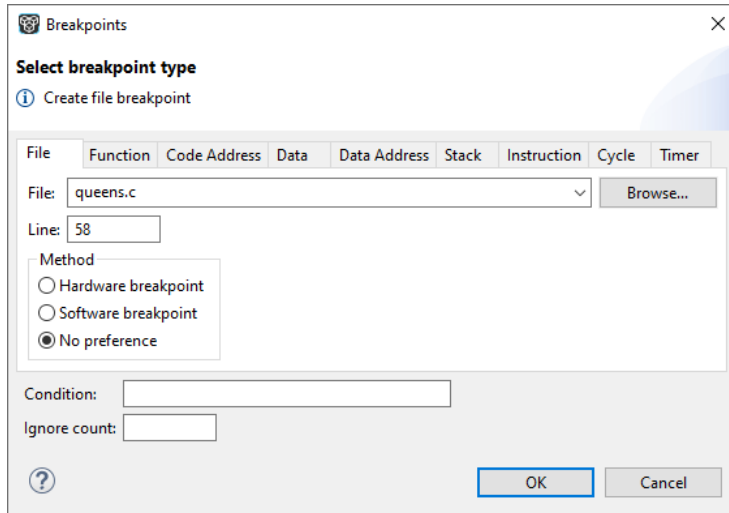 Breakpoints
Select breakpoint type
Create file breakpoint
File Function Code Address Data Data Address Stack Instruction Cycle Timer
File: queens.c Browse...
Line: 58
Method
Hardware breakpoint
Software breakpoint
No preference
Condition:
Ignore count:
OK Cancel